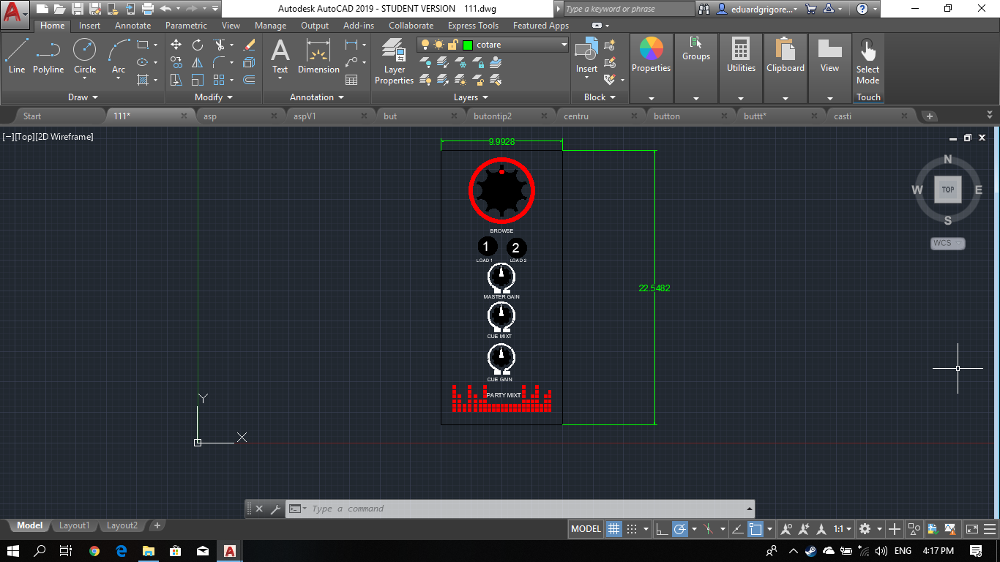 Autodesk AutoCAD 2019 - STUDENT VERSION 111.dwg
Type a keyword or phrase
eduardgrigore...
Home Insert Annotate Parametric View Manage Output Add-ins Collaborate Express Tools Featured Apps
cotare
Line Polyline Circle Arc
Text Dimension
Layer Properties
Insert
Properties Groups Utilities Clipboard View
Select Mode
Draw Modify Annotation Layers Block Touch
Start 111* asp aspV1 but butontip2 centru button buttt* casti
[−][Top][2D Wireframe]
9.9928
BROWSE
1 2
LOAD 1 LOAD 2
MASTER GAIN
22.5482
CUE MIXT
CUE GAIN
PARTY MIXT
N
W TOP E
S
WCS
Y
X
Type a command
Model Layout1 Layout2
MODEL 1:1
ENG 4:17 PM